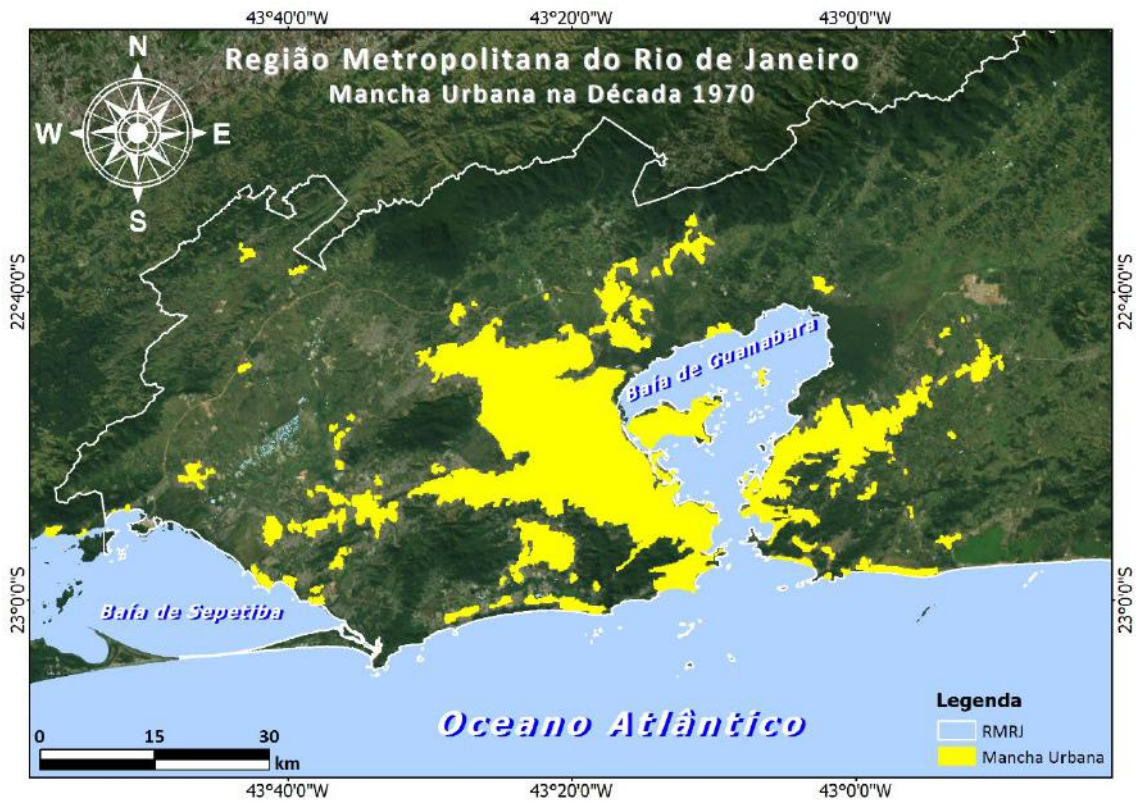 43°40'0"W 43°20'0"W 43°0'0"W
Região Metropolitana do Rio de Janeiro
Mancha Urbana na Década 1970
N
W E
S
22°40'0"S 22°40'0"S
Baía de Guanabara
23°0'0"S 23°0'0"S
Baía de Sepetiba
Oceano Atlântico
Legenda
RMRJ
Mancha Urbana
0 15 30
km
43°40'0"W 43°20'0"W 43°0'0"W